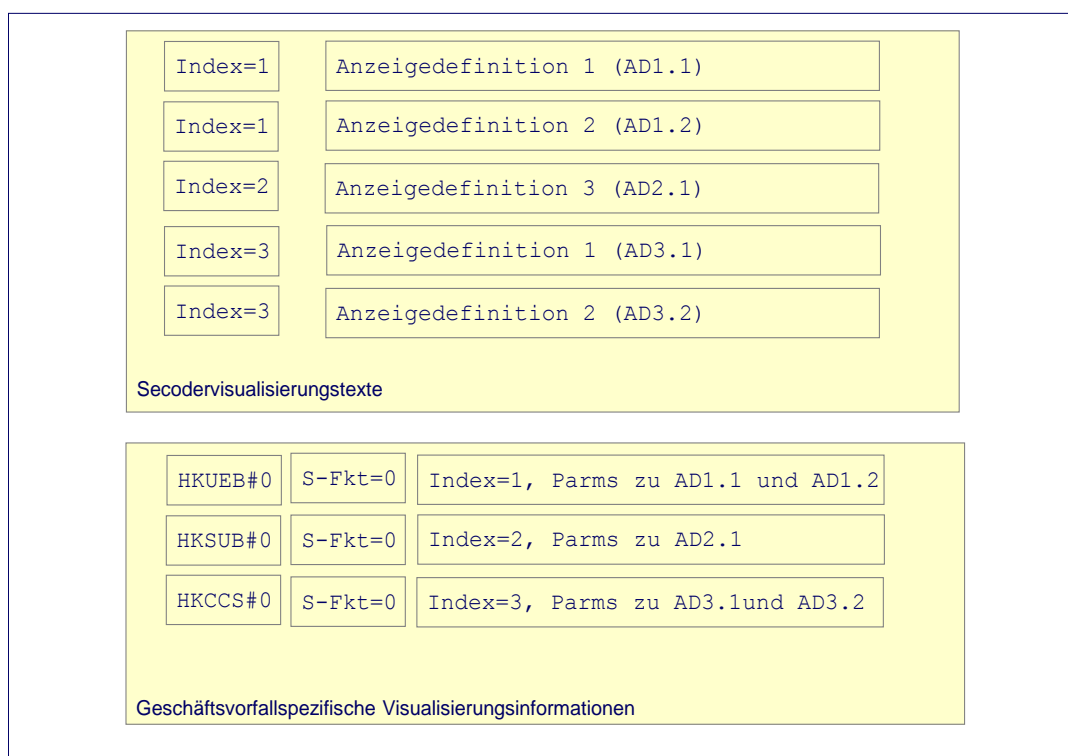 Index=1 Anzeigedefinition 1 (AD1.1)
Index=1 Anzeigedefinition 2 (AD1.2)
Index=2 Anzeigedefinition 3 (AD2.1)
Index=3 Anzeigedefinition 1 (AD3.1)
Index=3 Anzeigedefinition 2 (AD3.2)
Secodervisualisierungstexte
HKUEB#0 S-Fkt=0 Index=1, Parms zu AD1.1 und AD1.2
HKSUB#0 S-Fkt=0 Index=2, Parms zu AD2.1
HKCCS#0 S-Fkt=0 Index=3, Parms zu AD3.1und AD3.2
Geschäftsvorfallspezifische Visualisierungsinformationen